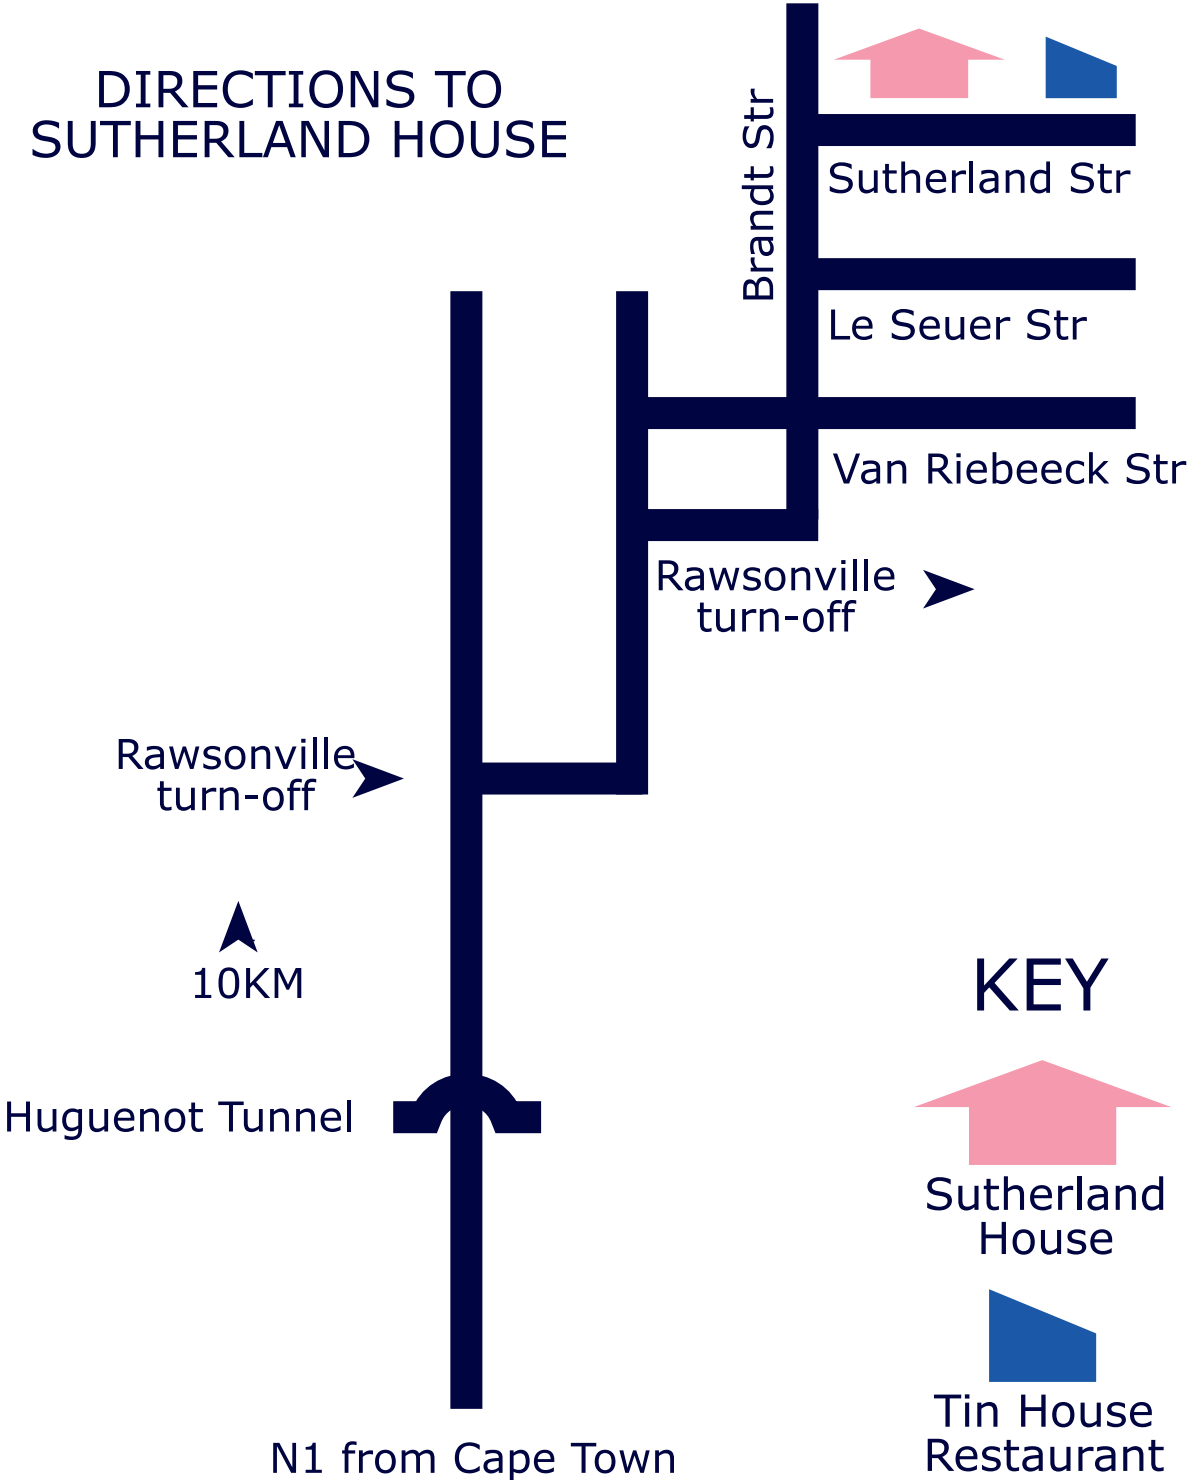 DIRECTIONS TO
SUTHERLAND HOUSE
Brandt Str
Sutherland Str
Le Seuer Str
Van Riebeeck Str
Rawsonville
turn-off
Rawsonville
turn-off
10KM
Huguenot Tunnel
N1 from Cape Town
KEY
Sutherland
House
Tin House
Restaurant